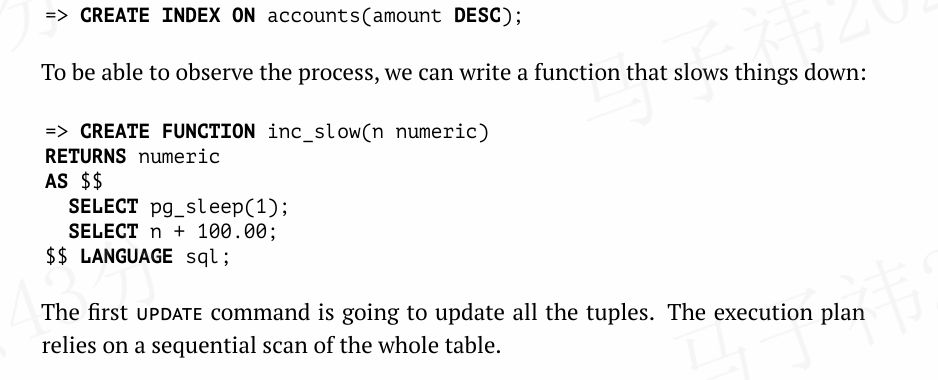 => CREATE INDEX ON accounts(amount DESC);
To be able to observe the process, we can write a function that slows things down:
=> CREATE FUNCTION inc_slow(n numeric)
RETURNS numeric
AS $$
  SELECT pg_sleep(1);
  SELECT n + 100.00;
$$ LANGUAGE sql;
The first UPDATE command is going to update all the tuples. The execution plan
relies on a sequential scan of the whole table.